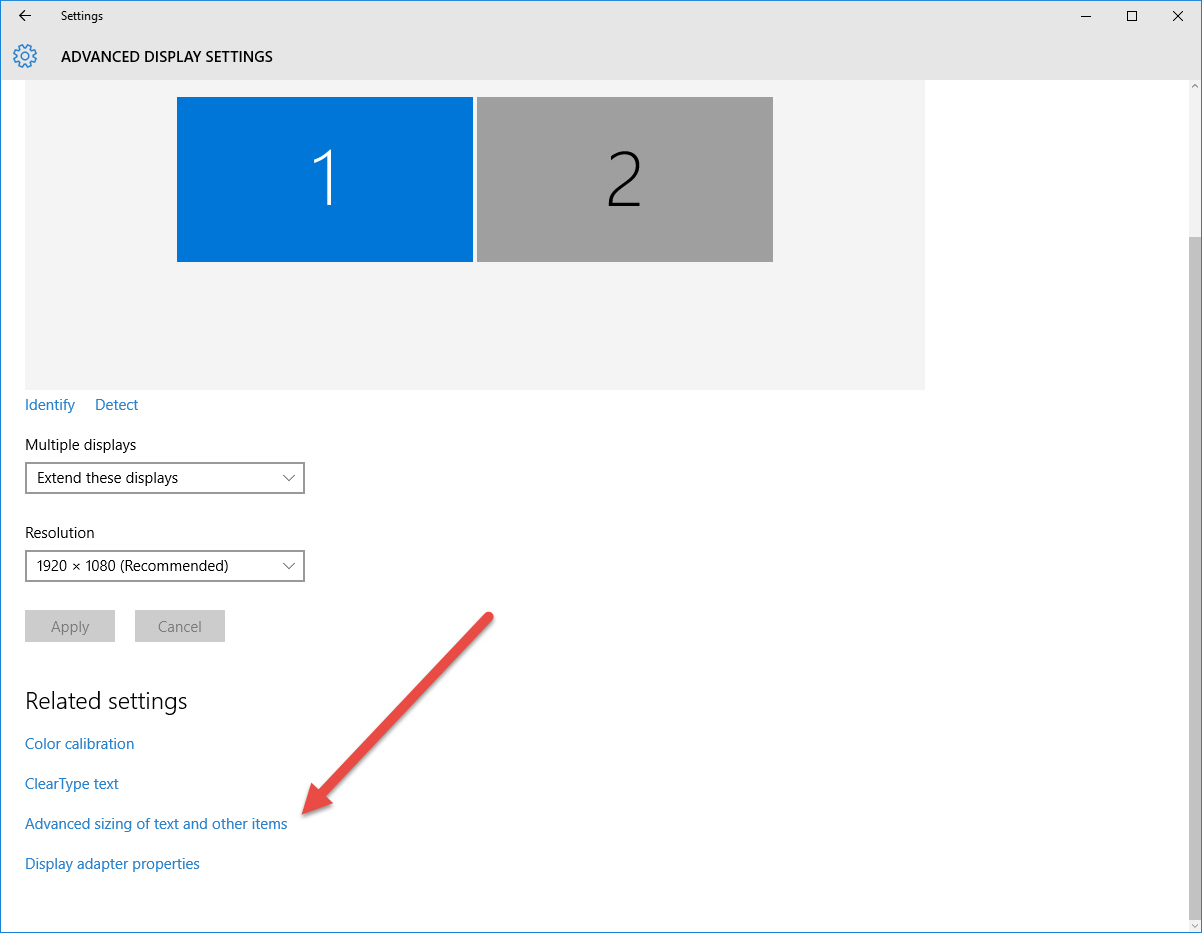 Settings
ADVANCED DISPLAY SETTINGS
1 2
Identify Detect
Multiple displays
Extend these displays
Resolution
1920 × 1080 (Recommended)
Apply Cancel
Related settings
Color calibration
ClearType text
Advanced sizing of text and other items
Display adapter properties